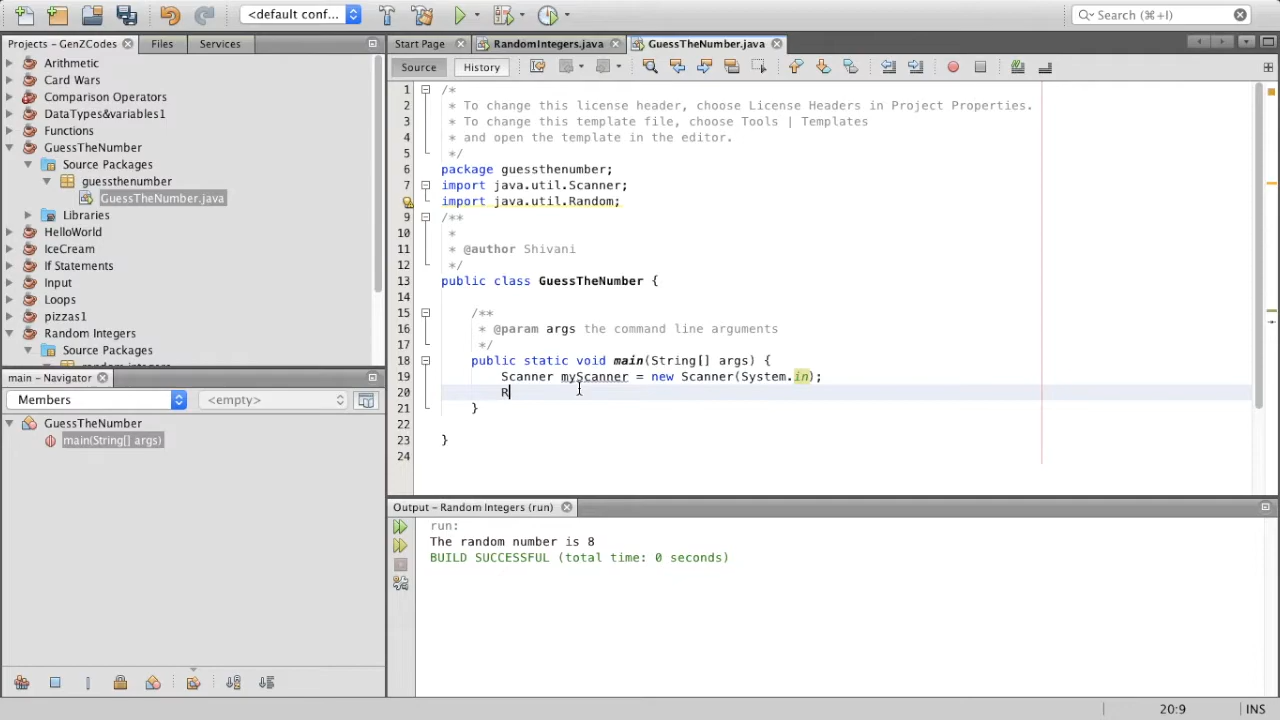 <default conf...
Search (⌘+I)
Projects – GenZCodes
Files
Services
Start Page
RandomIntegers.java
GuessTheNumber.java
Source
History
Arithmetic
Card Wars
Comparison Operators
DataTypes&variables1
Functions
GuessTheNumber
Source Packages
guessthenumber
GuessTheNumber.java
Libraries
HelloWorld
IceCream
If Statements
Input
Loops
pizzas1
Random Integers
Source Packages
main – Navigator
Members
<empty>
GuessTheNumber
main(String[] args)
1 /*
2 * To change this license header, choose License Headers in Project Properties.
3 * To change this template file, choose Tools | Templates
4 * and open the template in the editor.
5 */
6 package guessthenumber;
7 import java.util.Scanner;
import java.util.Random;
9 /**
10 *
11 * @author Shivani
12 */
13 public class GuessTheNumber {
14
15 /**
16 * @param args the command line arguments
17 */
18 public static void main(String[] args) {
19 Scanner myScanner = new Scanner(System.in);
20 R
21 }
22
23 }
24
Output – Random Integers (run)
run:
The random number is 8
BUILD SUCCESSFUL (total time: 0 seconds)
20:9
INS